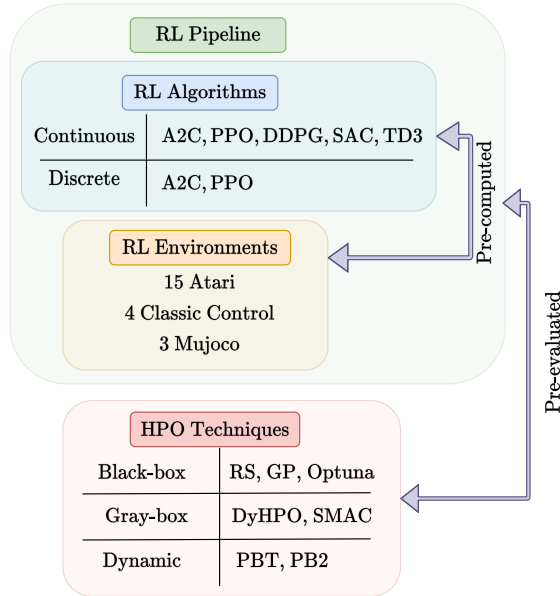 RL Pipeline
RL Algorithms
Continuous A2C, PPO, DDPG, SAC, TD3
Discrete A2C, PPO
RL Environments
15 Atari
4 Classic Control
3 Mujoco
Pre-computed
Pre-evaluated
HPO Techniques
Black-box RS, GP, Optuna
Gray-box DyHPO, SMAC
Dynamic PBT, PB2